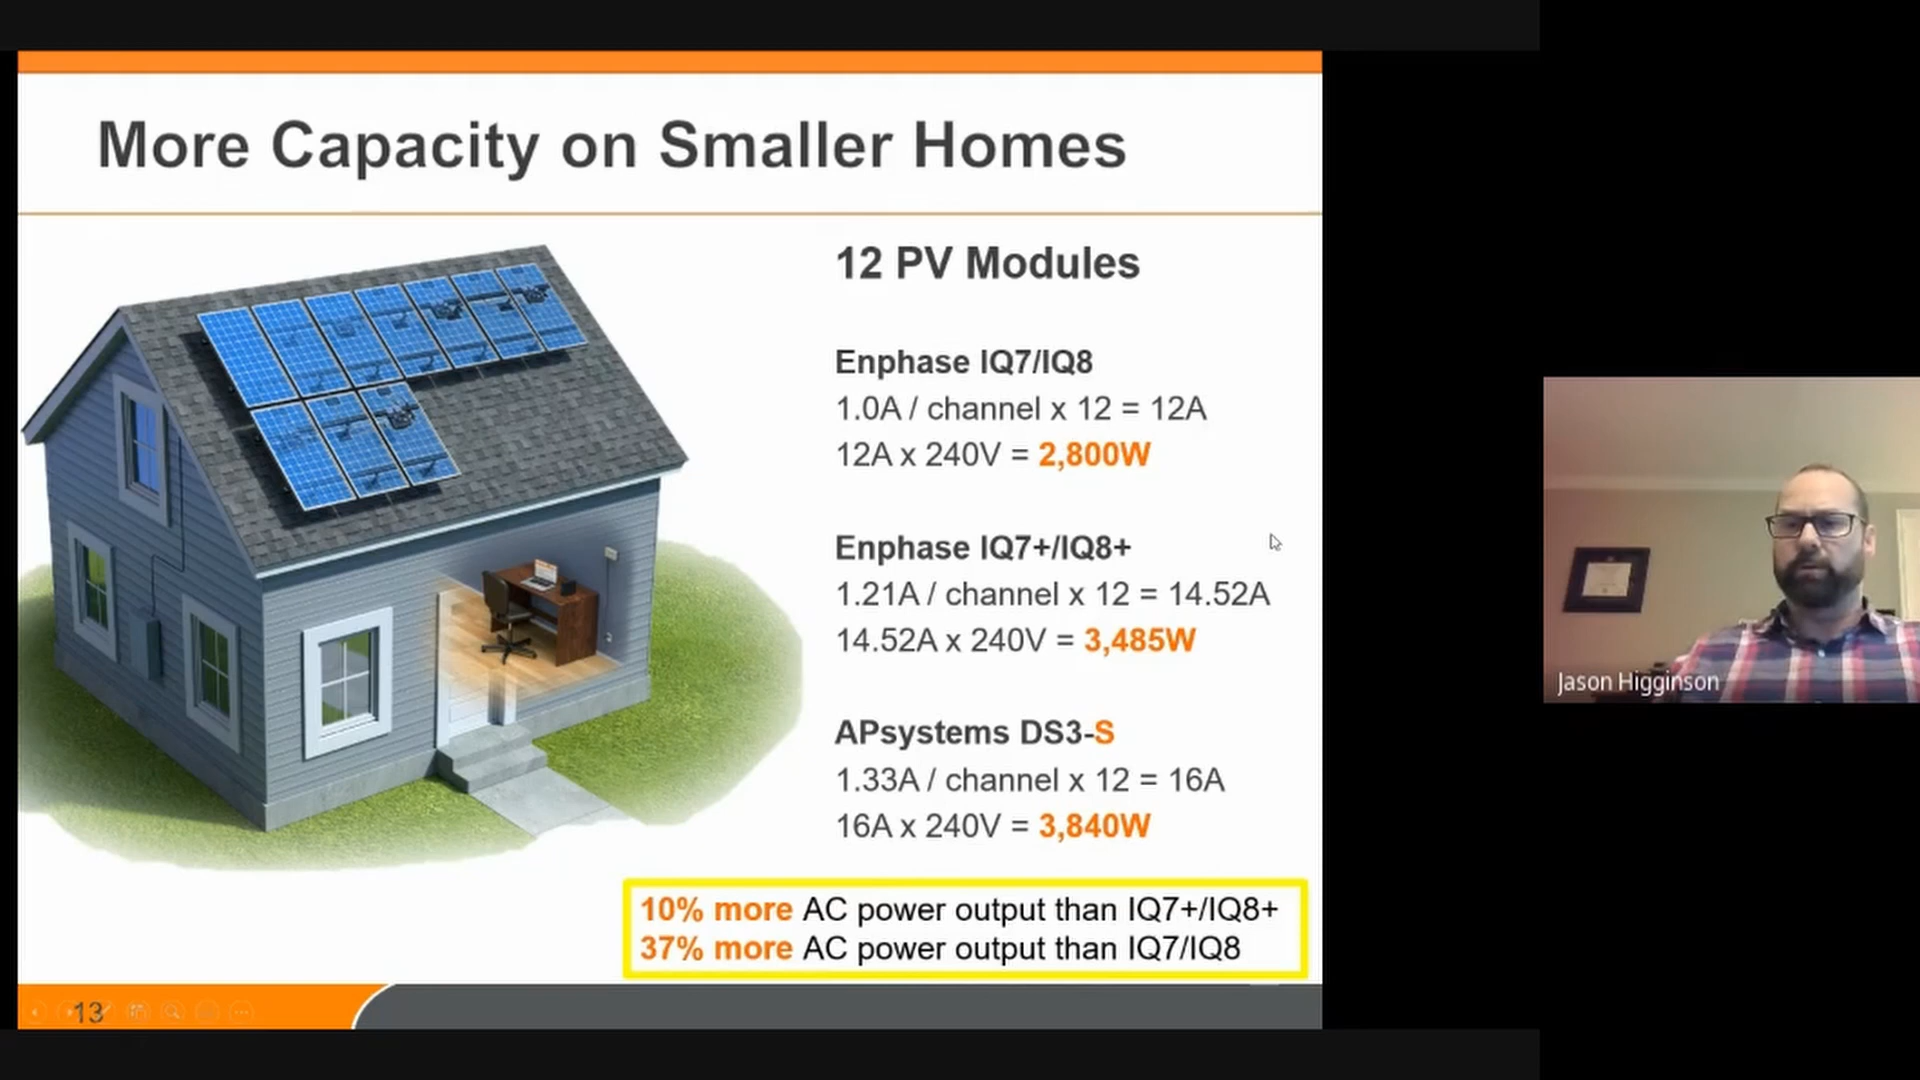 More Capacity on Smaller Homes
12 PV Modules
Enphase IQ7/IQ8
1.0A / channel x 12 = 12A
12A x 240V = 2,800W
Enphase IQ7+/IQ8+
1.21A / channel x 12 = 14.52A
14.52A x 240V = 3,485W
APsystems DS3-S
1.33A / channel x 12 = 16A
16A x 240V = 3,840W
10% more AC power output than IQ7+/IQ8+
37% more AC power output than IQ7/IQ8
13
Jason Higginson